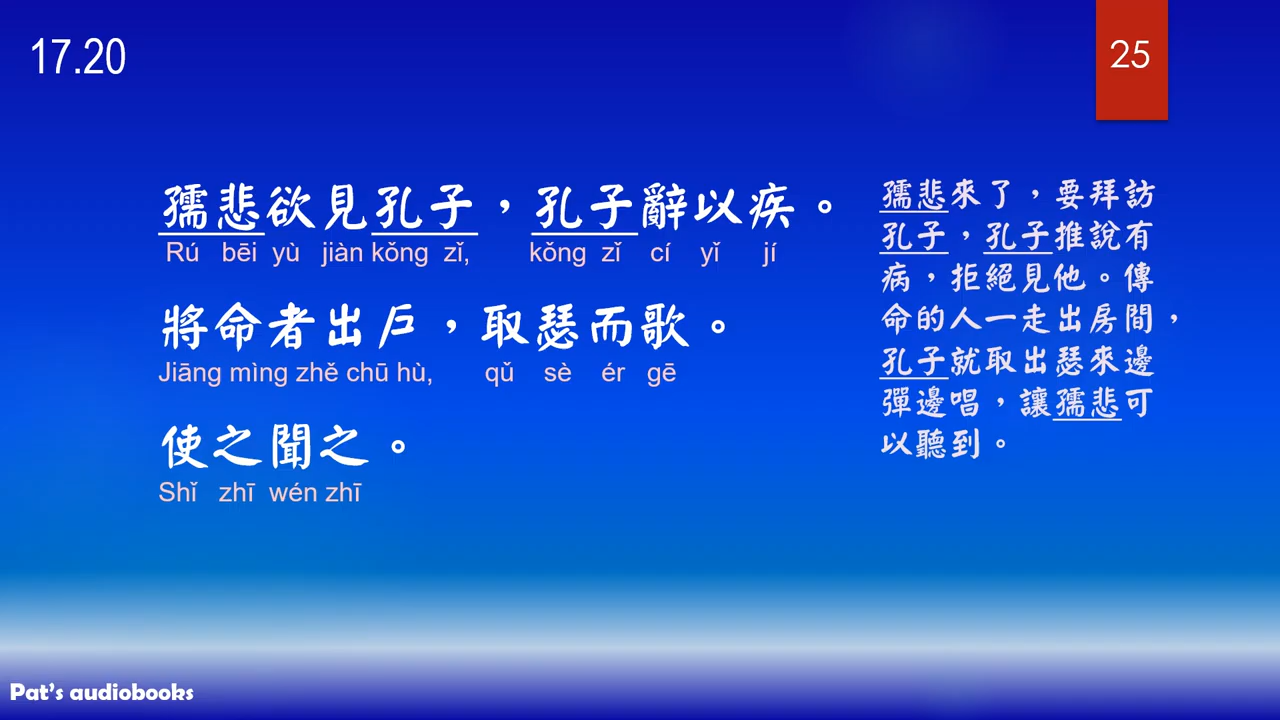 17.20
25
孺悲欲見孔子，孔子辭以疾。
Rú bēi yù jiàn kǒng zǐ, kǒng zǐ cí yǐ jí
將命者出戶，取瑟而歌。
Jiāng mìng zhě chū hù, qǔ sè ér gē
使之聞之。
Shǐ zhī wén zhī
孺悲來了，要拜訪
孔子，孔子推說有
病，拒絕見他。傳
命的人一走出房間，
孔子就取出瑟來邊
彈邊唱，讓孺悲可
以聽到。
Pat's audiobooks